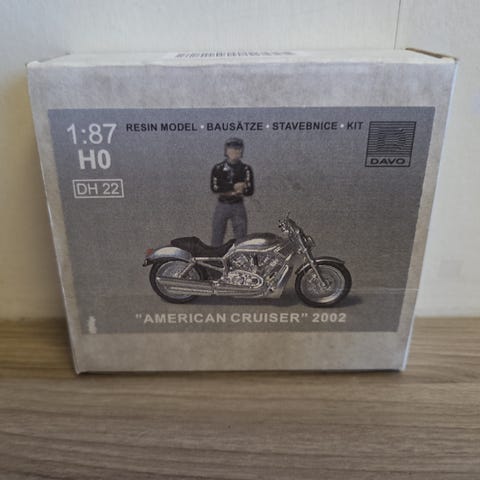 1:87
H0
RESIN MODEL · BAUSÄTZE · STAVEBNICE · KIT
DAVO
DH 22
"AMERICAN CRUISER" 2002